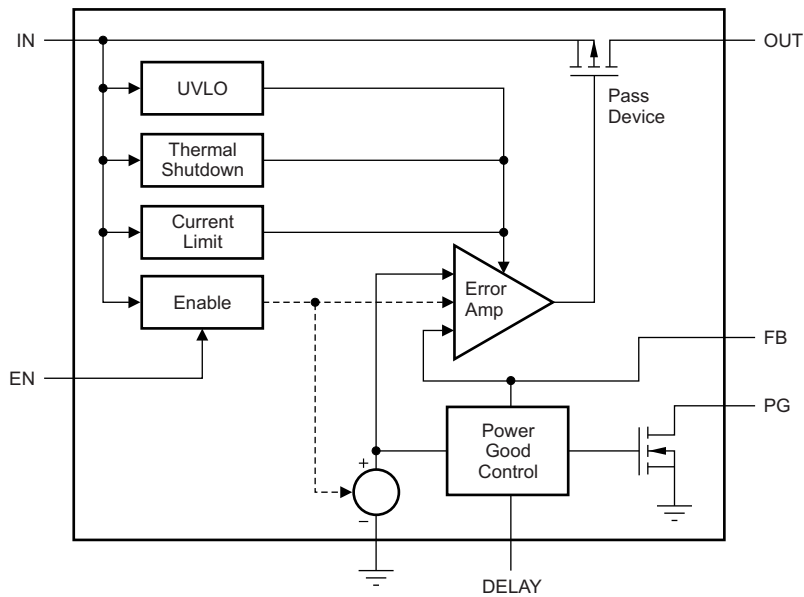 IN
OUT
UVLO
Pass
Device
Thermal
Shutdown
Current
Limit
Enable
Error
Amp
EN
FB
PG
Power
Good
Control
+
–
DELAY